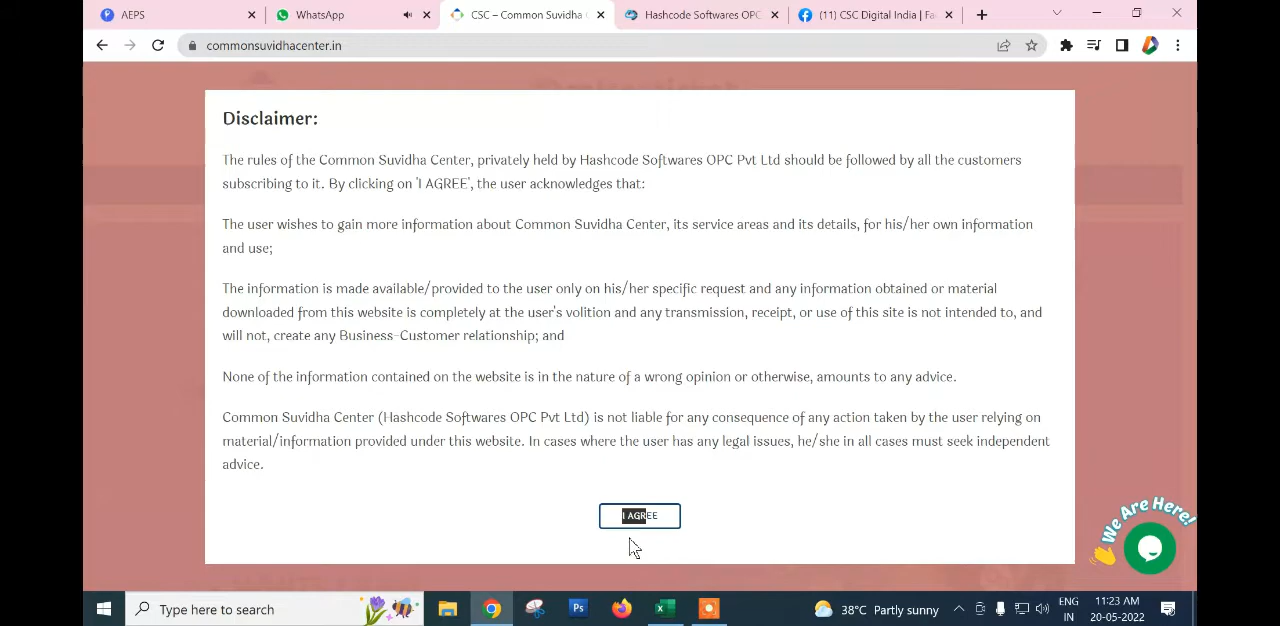 AEPS
WhatsApp
CSC – Common Suvidha
Hashcode Softwares OPC
(11) CSC Digital India | Fa
commonsuvidhacenter.in
Disclaimer:
The rules of the Common Suvidha Center, privately held by Hashcode Softwares OPC Pvt Ltd should be followed by all the customers
subscribing to it. By clicking on 'I AGREE', the user acknowledges that:
The user wishes to gain more information about Common Suvidha Center, its service areas and its details, for his/her own information
and use;
The information is made available/provided to the user only on his/her specific request and any information obtained or material
downloaded from this website is completely at the user's volition and any transmission, receipt, or use of this site is not intended to, and
will not, create any Business-Customer relationship; and
None of the information contained on the website is in the nature of a wrong opinion or otherwise, amounts to any advice.
Common Suvidha Center (Hashcode Softwares OPC Pvt Ltd) is not liable for any consequence of any action taken by the user relying on
material/information provided under this website. In cases where the user has any legal issues, he/she in all cases must seek independent
advice.
I AGREE
We Are Here!
Type here to search
Ps
38°C Partly sunny
ENG
IN
11:23 AM
20-05-2022